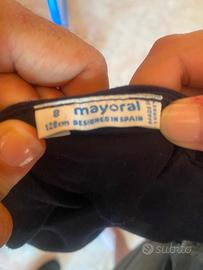 8
128cm
mayoral
DESIGNED IN SPAIN
subito